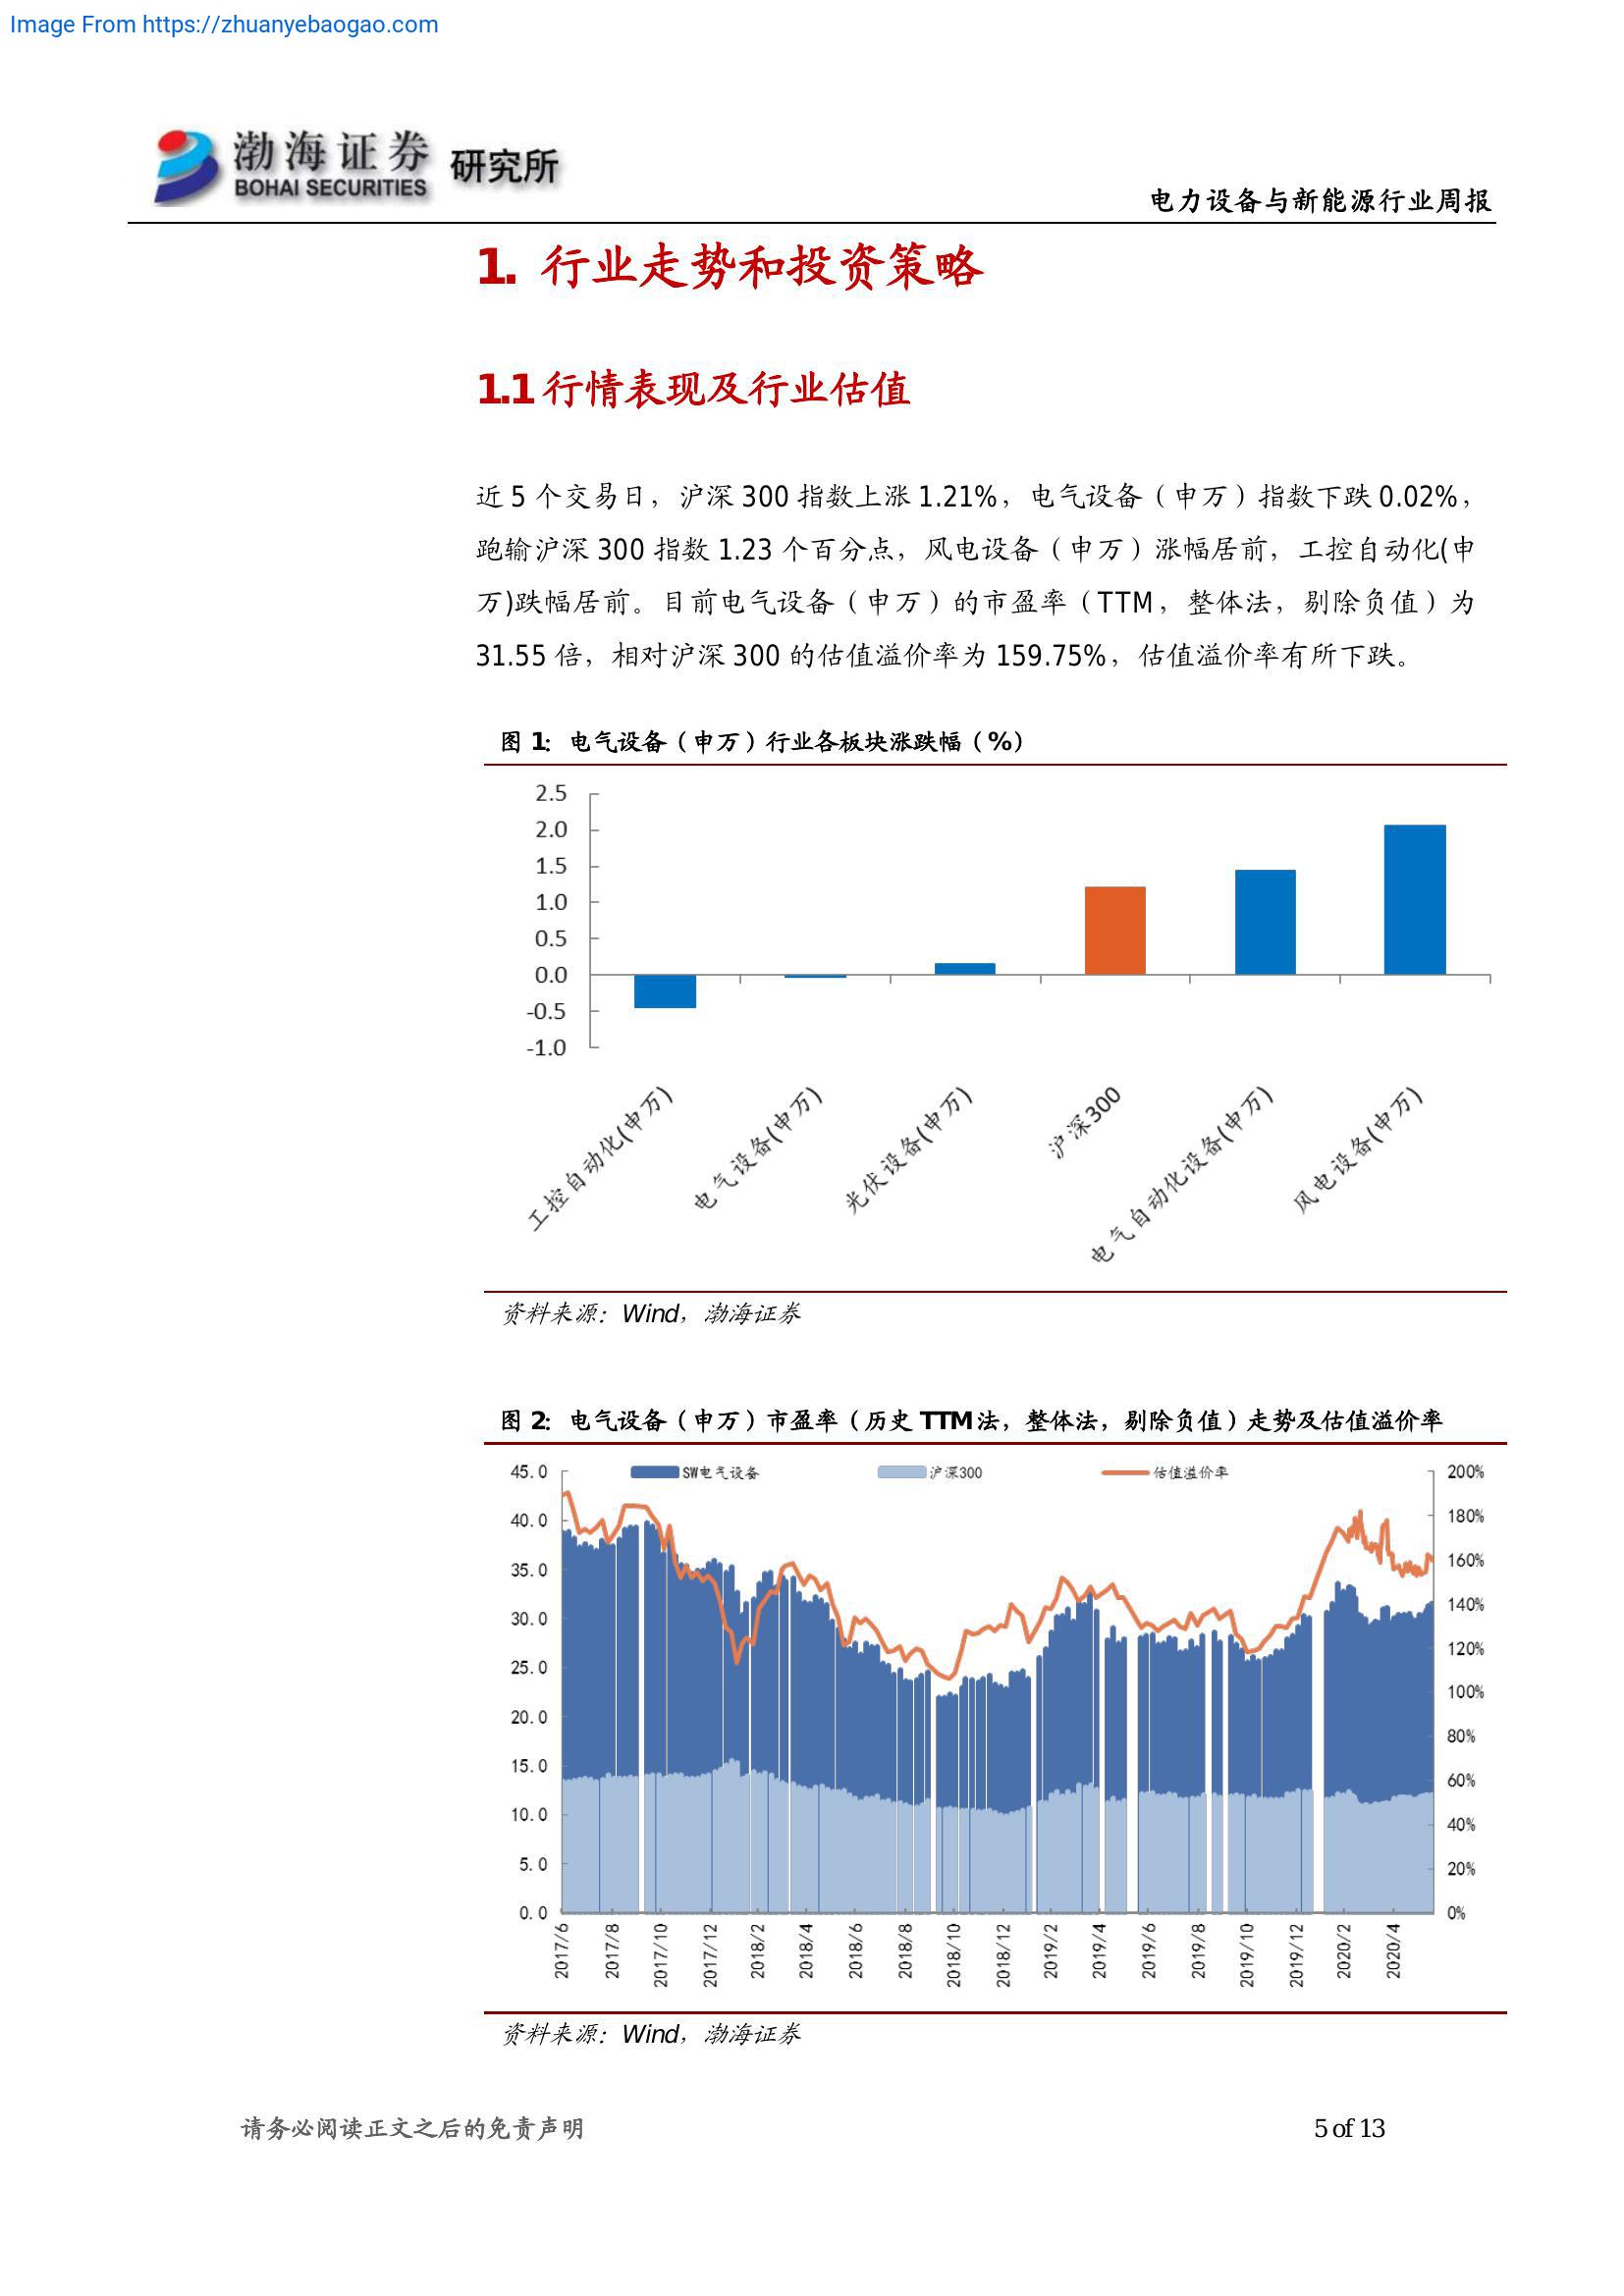 Image From https://zhuanyebaogao.com
渤海证券 研究所
BOHAI SECURITIES
电力设备与新能源行业周报
1. 行业走势和投资策略
1.1 行情表现及行业估值
近 5 个交易日，沪深 300 指数上涨 1.21%，电气设备（申万）指数下跌 0.02%，
跑输沪深 300 指数 1.23 个百分点，风电设备（申万）涨幅居前，工控自动化(申
万)跌幅居前。目前电气设备（申万）的市盈率（TTM，整体法，剔除负值）为
31.55 倍，相对沪深 300 的估值溢价率为 159.75%，估值溢价率有所下跌。
图 1：电气设备（申万）行业各板块涨跌幅（%）
2.5
2.0
1.5
1.0
0.5
0.0
-0.5
-1.0
工控自动化(申万)
电气设备(申万)
光伏设备(申万)
沪深300
电气自动化设备(申万)
风电设备(申万)
资料来源：Wind，渤海证券
图 2：电气设备（申万）市盈率（历史 TTM 法，整体法，剔除负值）走势及估值溢价率
SW电气设备 沪深300 估值溢价率
45.0 200%
40.0 180%
35.0 160%
30.0 140%
25.0 120%
20.0 100%
15.0 80%
10.0 60%
5.0 40%
0.0 20%
0%
2017/6
2017/8
2017/10
2017/12
2018/2
2018/4
2018/6
2018/8
2018/10
2018/12
2019/2
2019/4
2019/6
2019/8
2019/10
2019/12
2020/2
2020/4
资料来源：Wind，渤海证券
请务必阅读正文之后的免责声明 5 of 13